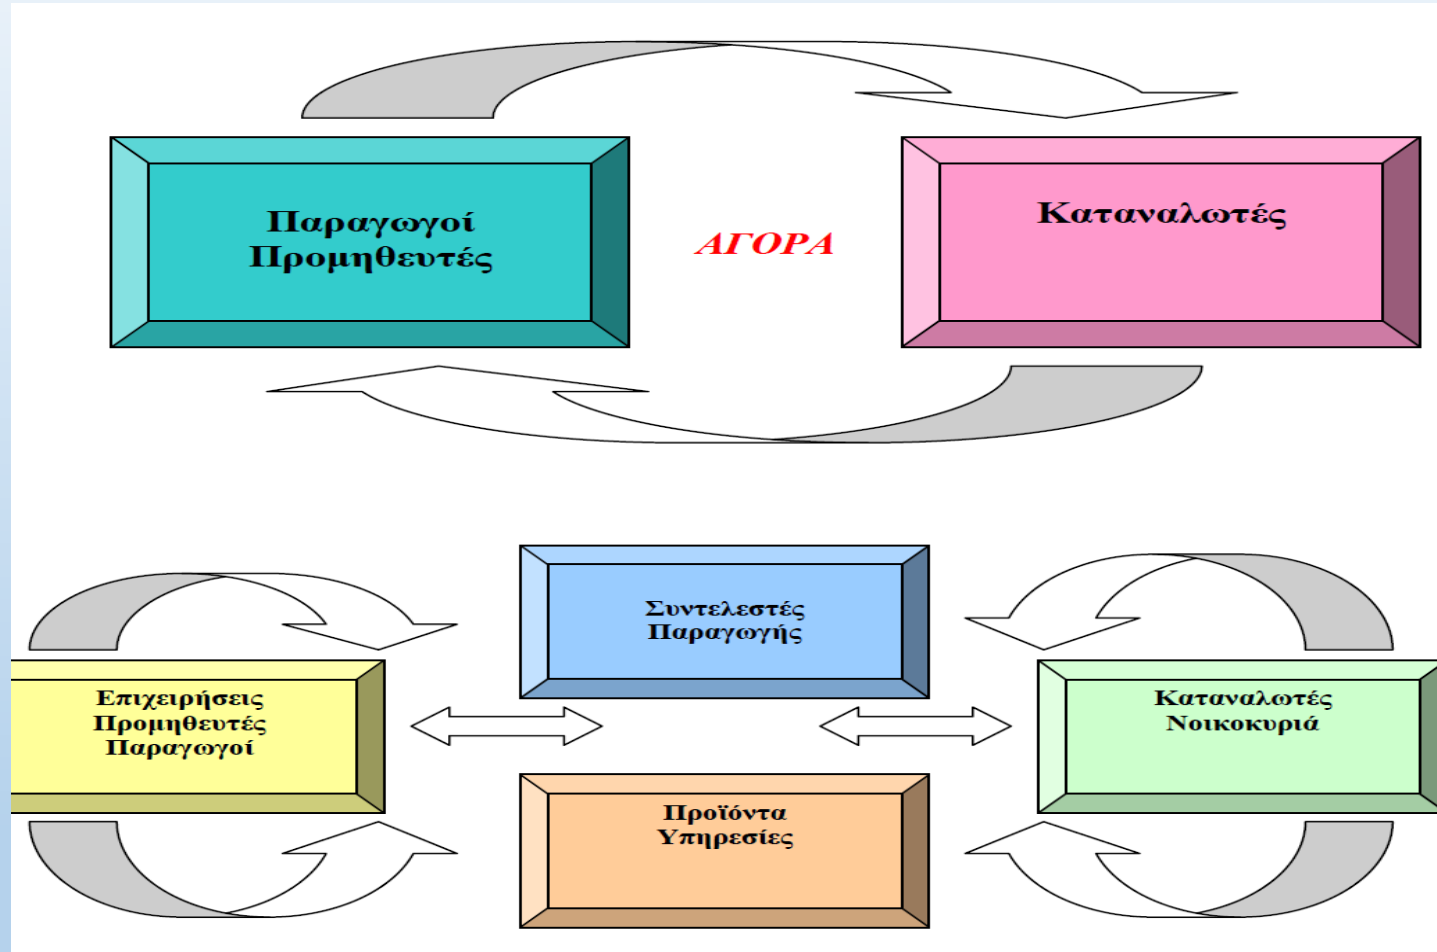 Παραγωγοί
Προμηθευτές
ΑΓΟΡΑ
Καταναλωτές
Συντελεστές
Παραγωγής
Επιχειρήσεις
Προμηθευτές
Παραγωγοί
Καταναλωτές
Νοικοκυριά
Προϊόντα
Υπηρεσίες